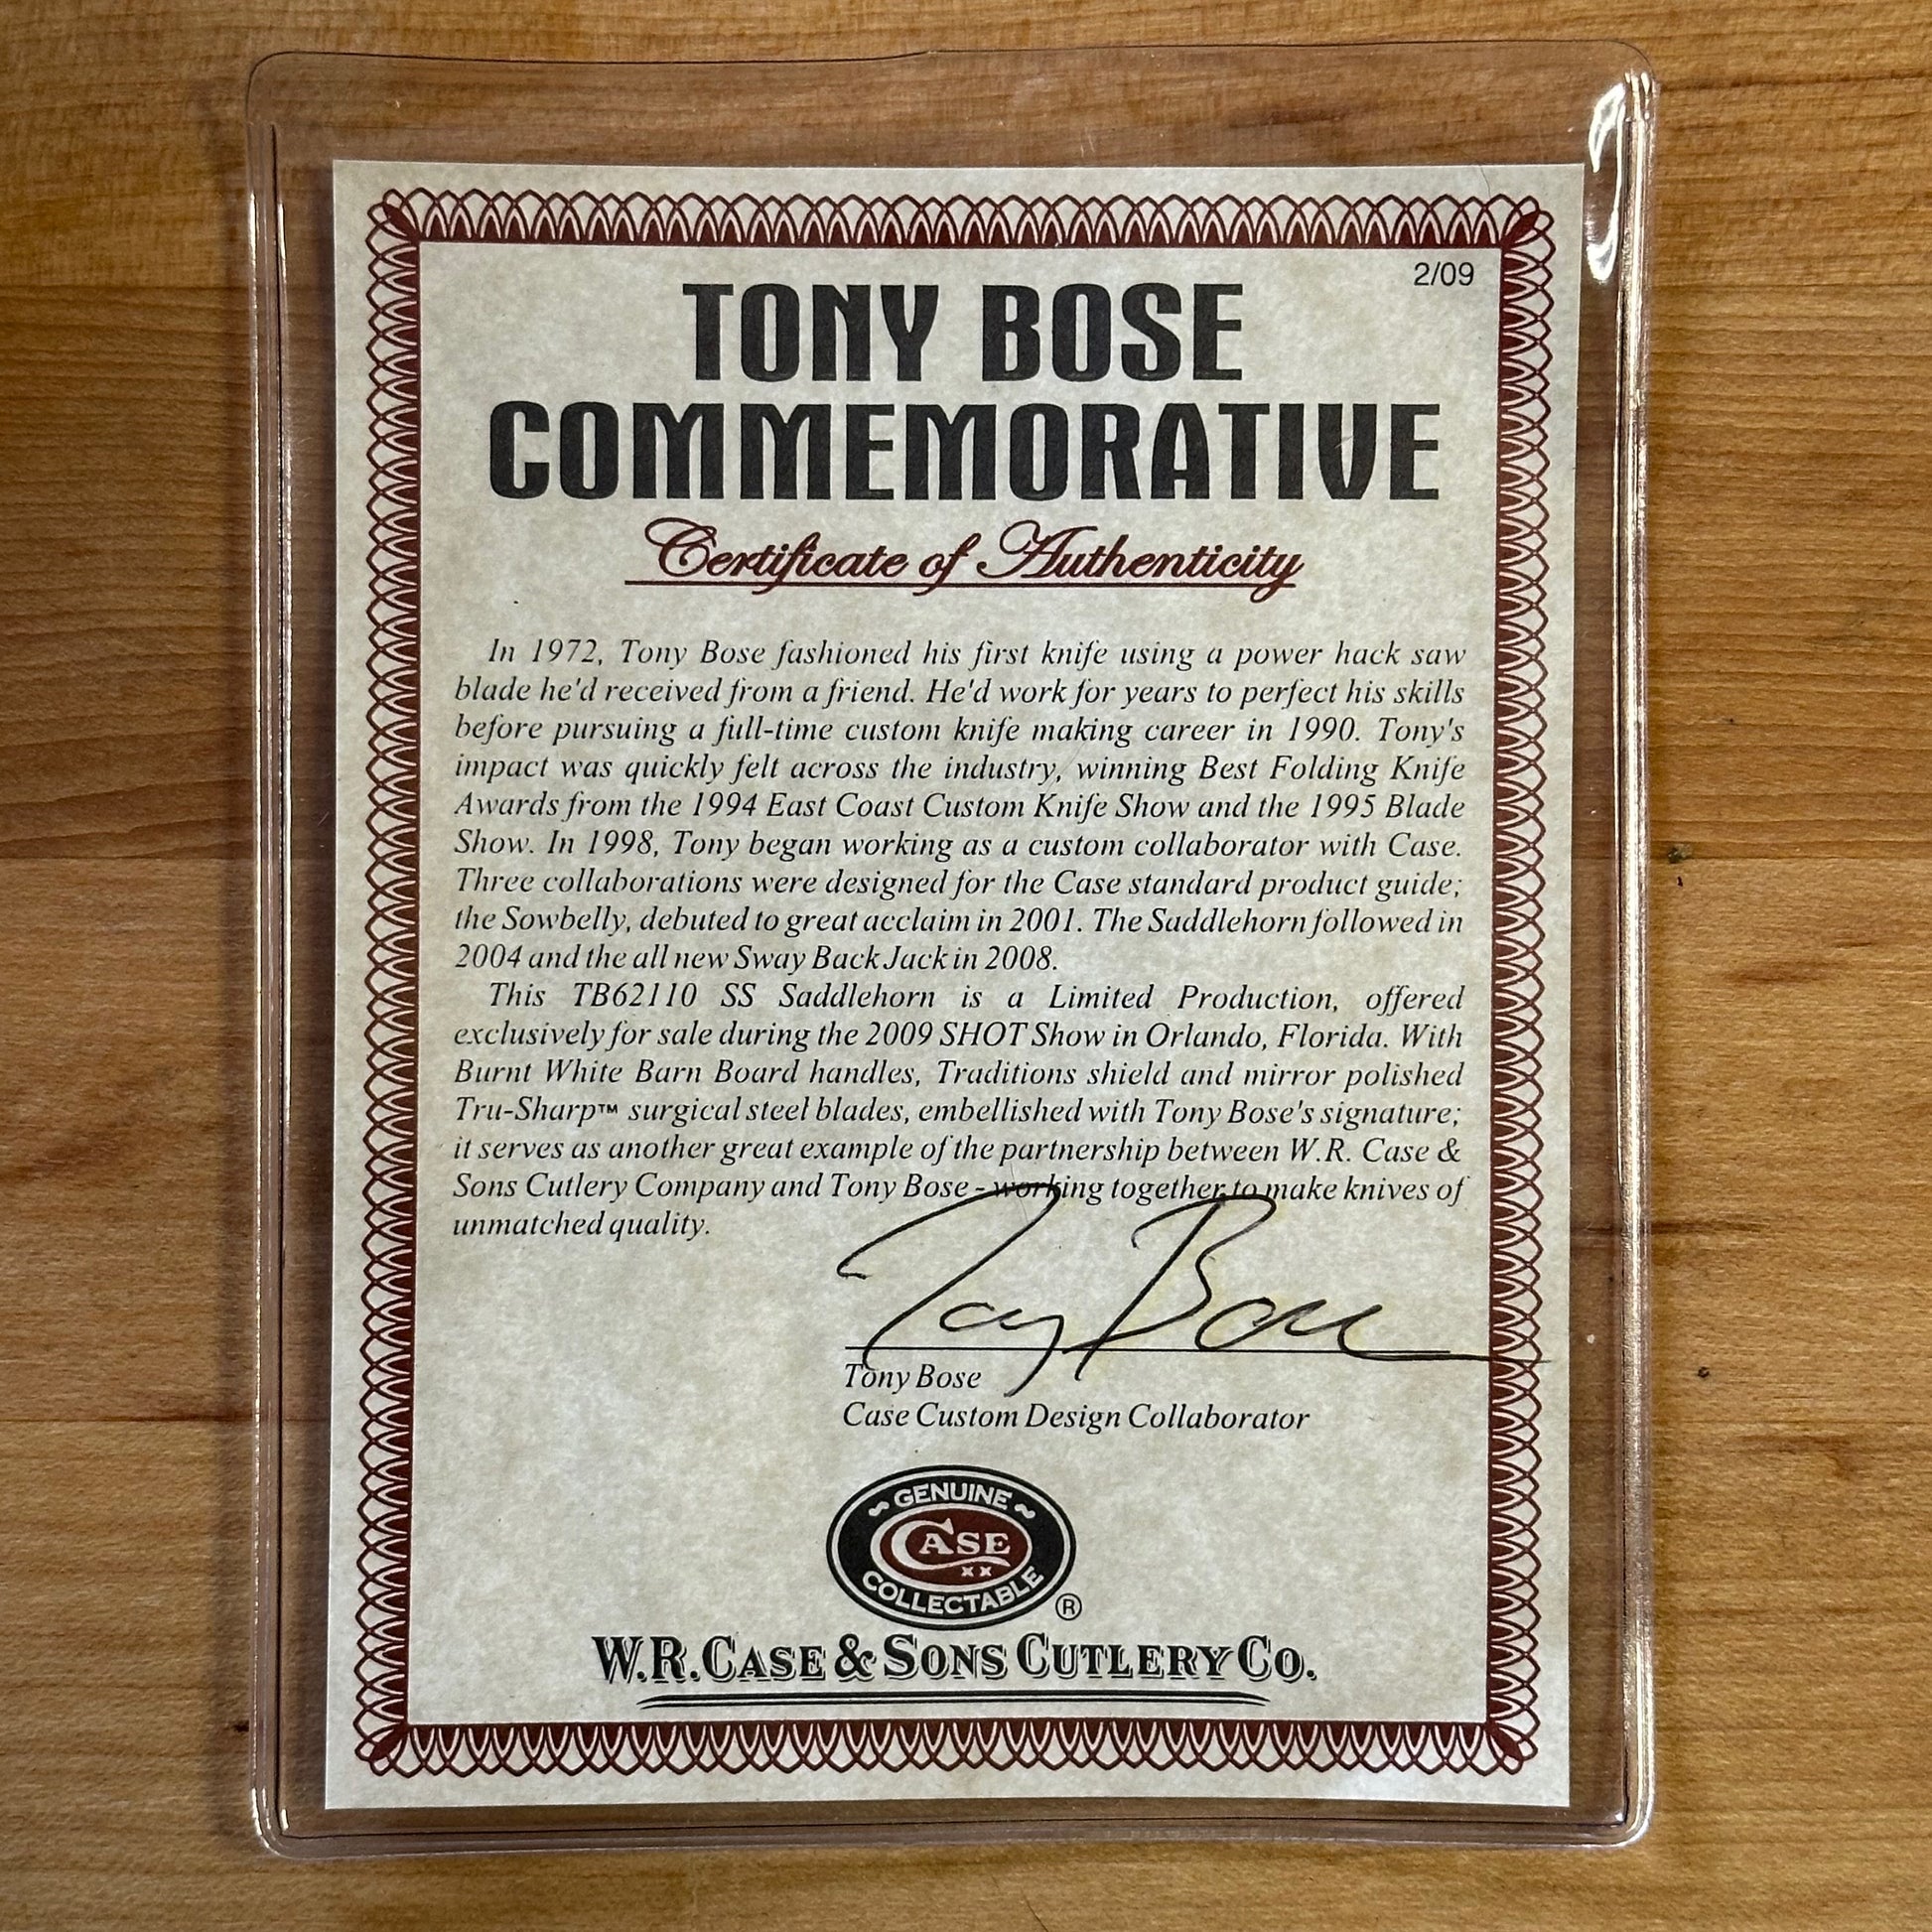 2/09
TONY BOSE
COMMEMORATIVE
Certificate of Authenticity
In 1972, Tony Bose fashioned his first knife using a power hack saw
blade he'd received from a friend. He'd work for years to perfect his skills
before pursuing a full-time custom knife making career in 1990. Tony's
impact was quickly felt across the industry, winning Best Folding Knife
Awards from the 1994 East Coast Custom Knife Show and the 1995 Blade
Show. In 1998, Tony began working as a custom collaborator with Case.
Three collaborations were designed for the Case standard product guide;
the Sowbelly, debuted to great acclaim in 2001. The Saddlehorn followed in
2004 and the all new Sway Back Jack in 2008.
This TB62110 SS Saddlehorn is a Limited Production, offered
exclusively for sale during the 2009 SHOT Show in Orlando, Florida. With
Burnt White Barn Board handles, Traditions shield and mirror polished
Tru-Sharp™ surgical steel blades, embellished with Tony Bose's signature;
it serves as another great example of the partnership between W.R. Case &
Sons Cutlery Company and Tony Bose - working together to make knives of
unmatched quality.
Tony Bose
Tony Bose
Case Custom Design Collaborator
GENUINE
CASE
XX
COLLECTABLE
®
W.R. CASE & SONS CUTLERY CO.